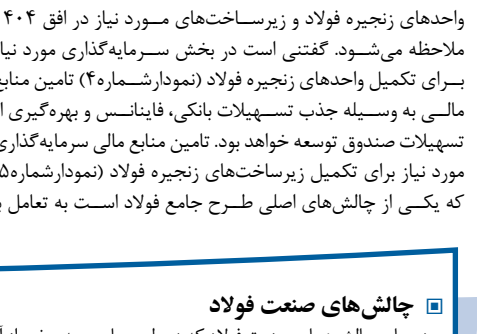 واحدهای زنجیره فولاد و زیرساخت‌های مورد نیاز در افق ۴۰۴
ملاحظه می‌شود. گفتنی است در بخش سرمایه‌گذاری مورد نیا
برای تکمیل واحدهای زنجیره فولاد (نمودارشماره۴) تامین منابع
مالی به وسیله جذب تسهیلات بانکی، فاینانس و بهره‌گیری ا
تسهیلات صندوق توسعه خواهد بود. تامین منابع مالی سرمایه‌گذاری
مورد نیاز برای تکمیل زیرساخت‌های زنجیره فولاد (نمودارشماره۵
که یکی از چالش‌های اصلی طرح جامع فولاد است به تعامل ب
چالش‌های صنعت فولاد